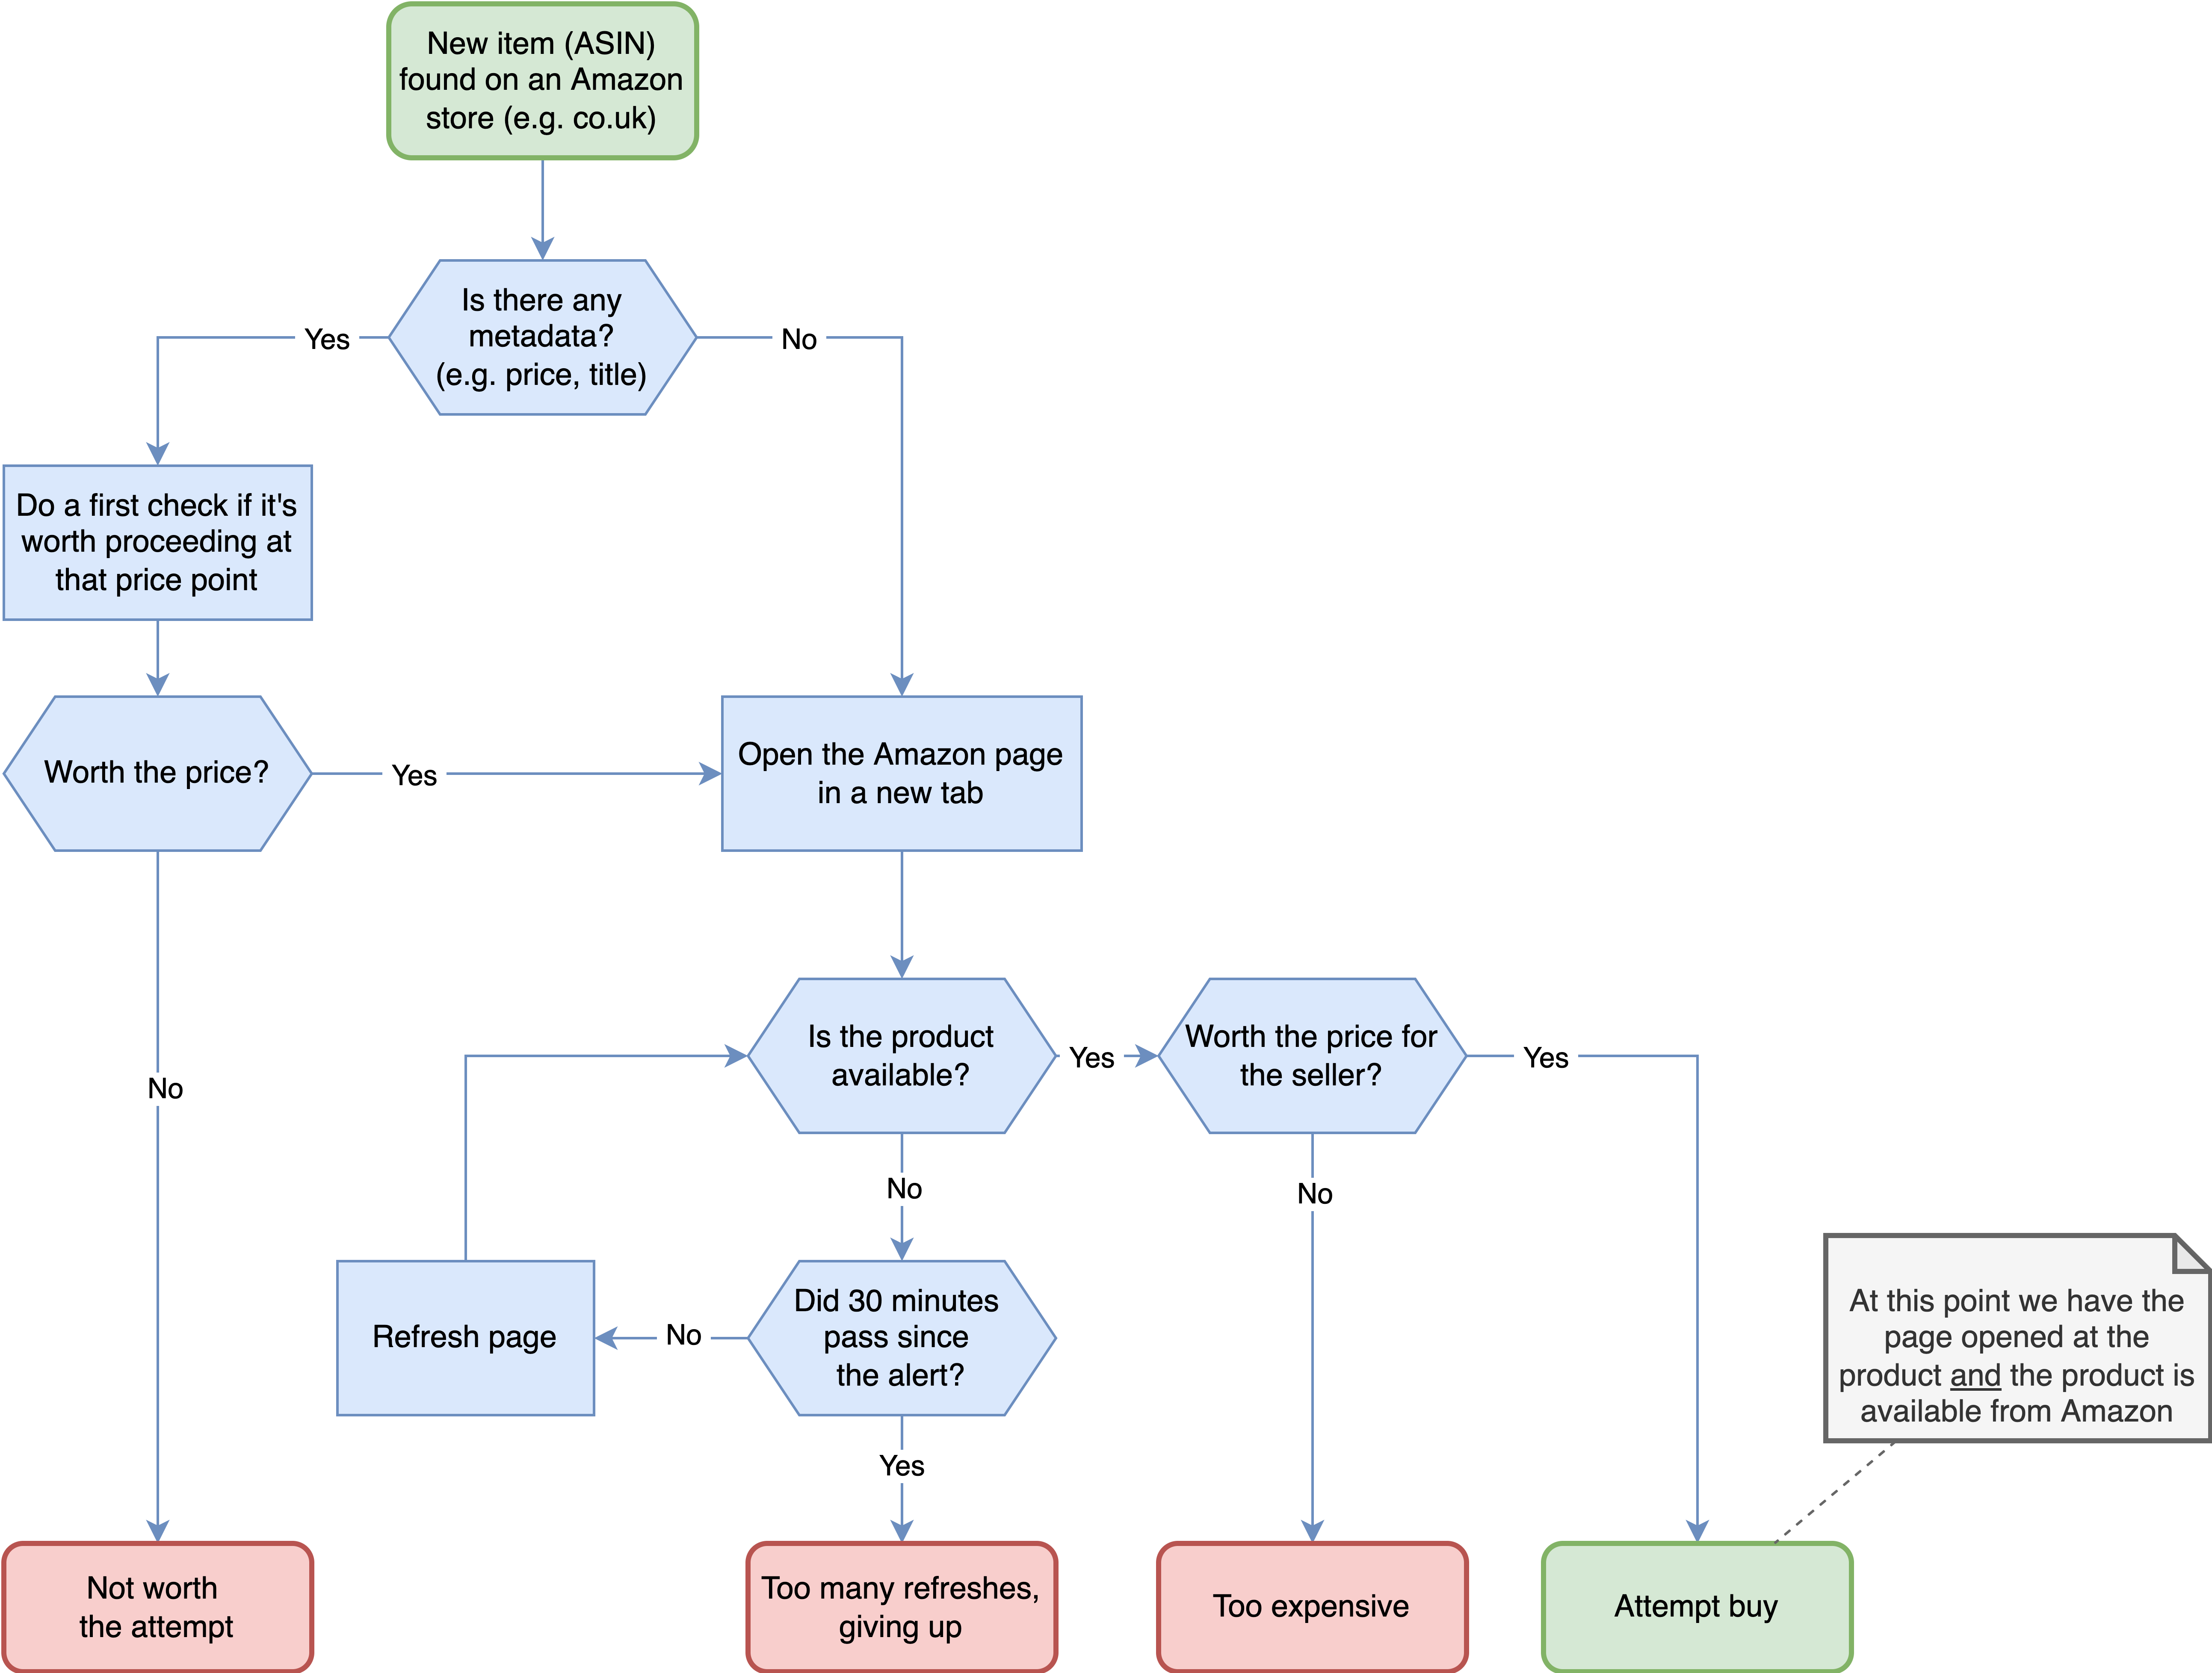 New item (ASIN)
found on an Amazon
store (e.g. co.uk)
Is there any
metadata?
(e.g. price, title)
Yes
No
Do a first check if it's
worth proceeding at
that price point
Worth the price?
Yes
Open the Amazon page
in a new tab
No
Is the product
available?
Yes
Worth the price for
the seller?
Yes
No
No
Refresh page
No
Did 30 minutes
pass since
the alert?
At this point we have the
page opened at the
product and the product is
available from Amazon
Yes
Not worth
the attempt
Too many refreshes,
giving up
Too expensive
Attempt buy